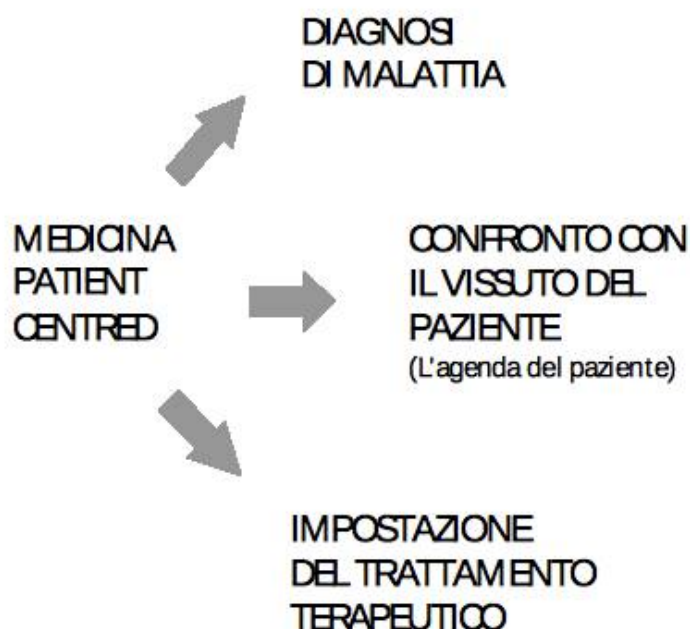 DIAGNOSI
DI MALATTIA
MEDICINA
PATIENT
CENTRED
CONFRONTO CON
IL VISSUTO DEL
PAZIENTE
(L'agenda del paziente)
IMPOSTAZIONE
DEL TRATTAMENTO
TERAPEUTICO